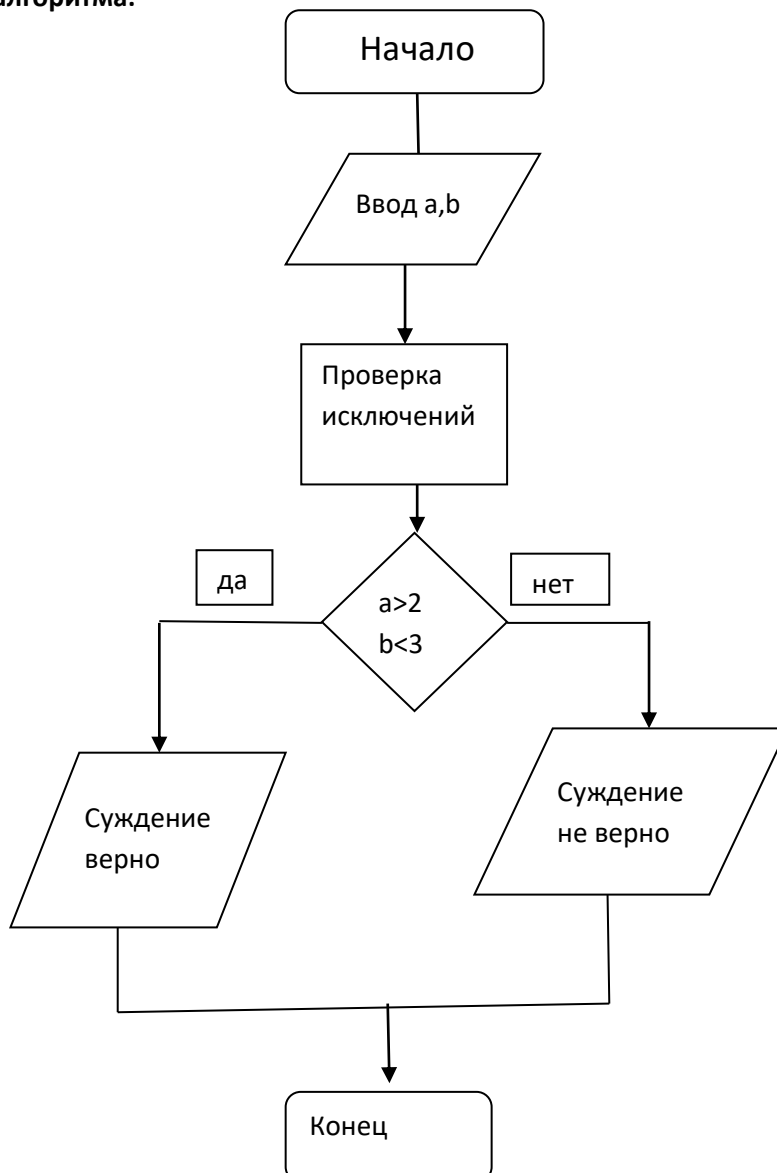 алгоритма:
Начало
Ввод a,b
Проверка
исключений
да
нет
a>2
b<3
Суждение
верно
Суждение
не верно
Конец